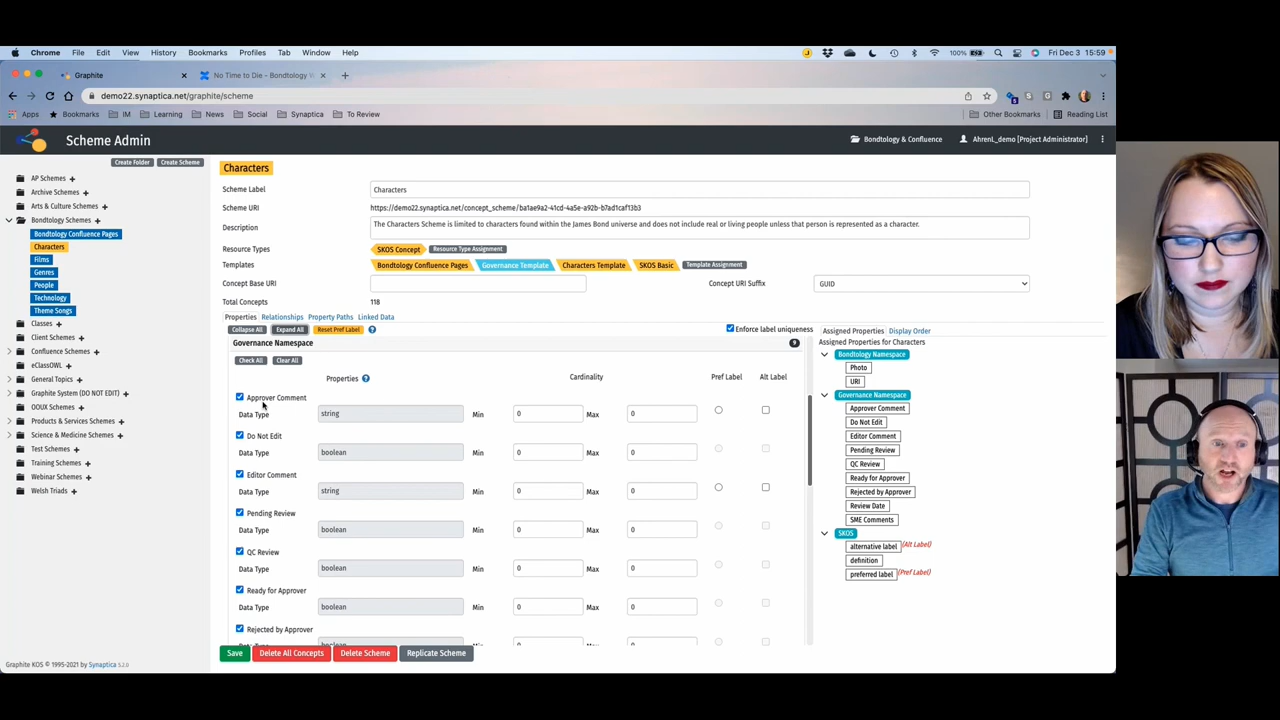 Chrome File Edit View History Bookmarks Profiles Tab Window Help 100% Fri Dec 3 15:59
Graphite × No Time to Die – Bondtology W × +
demo22.synaptica.net/graphite/scheme
Apps Bookmarks IM Learning News Social Synaptica To Review Other Bookmarks Reading List
Scheme Admin Bondtology & Confluence AhrenL_demo [Project Administrator]
Create Folder Create Scheme
AP Schemes +
Archive Schemes +
Arts & Culture Schemes +
Bondtology Schemes +
Bondtology Confluence Pages
Characters
Films
Genres
People
Technology
Theme Songs
Classes +
Client Schemes +
Confluence Schemes +
eClassOWL +
General Topics +
Graphite System (DO NOT EDIT) +
OOUX Schemes +
Products & Services Schemes +
Science & Medicine Schemes +
Test Schemes +
Training Schemes +
Webinar Schemes +
Welsh Triads +
Graphite KOS © 1995-2021 by Synaptica 5.2.0
Characters
Scheme Label Characters
Scheme URI https://demo22.synaptica.net/concept_scheme/ba1ae9a2-41cd-4a5e-a92b-b7ad1caf13b3
Description The Characters Scheme is limited to characters found within the James Bond universe and does not include real or living people unless that person is represented as a character.
Resource Types SKOS Concept Resource Type Assignment
Templates Bondtology Confluence Pages Governance Template Characters Template SKOS Basic Template Assignment
Concept Base URI Concept URI Suffix GUID
Total Concepts 118
Properties Relationships Property Paths Linked Data
Collapse All Expand All Reset Pref Label ? Enforce label uniqueness
Governance Namespace 9
Check All Clear All
Properties ? Cardinality Pref Label Alt Label
Approver Comment
Data Type string Min 0 Max 0
Do Not Edit
Data Type boolean Min 0 Max 0
Editor Comment
Data Type string Min 0 Max 0
Pending Review
Data Type boolean Min 0 Max 0
QC Review
Data Type boolean Min 0 Max 0
Ready for Approver
Data Type boolean Min 0 Max 0
Rejected by Approver
Data Type boolean Min 0 Max 0
Save Delete All Concepts Delete Scheme Replicate Scheme
Assigned Properties Display Order
Assigned Properties for Characters
Bondtology Namespace
Photo
URI
Governance Namespace
Approver Comment
Do Not Edit
Editor Comment
Pending Review
QC Review
Ready for Approver
Rejected by Approver
Review Date
SME Comments
SKOS
alternative label (Alt Label)
definition
preferred label (Pref Label)